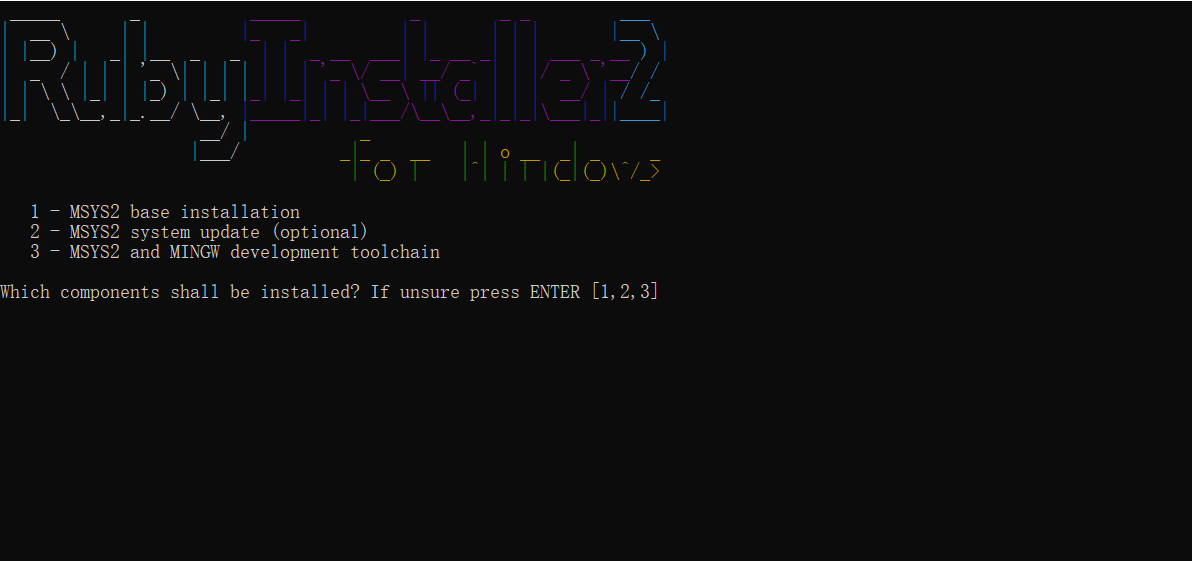 RubyInstaller2
for Windows
1 - MSYS2 base installation
2 - MSYS2 system update (optional)
3 - MSYS2 and MINGW development toolchain
Which components shall be installed? If unsure press ENTER [1,2,3]